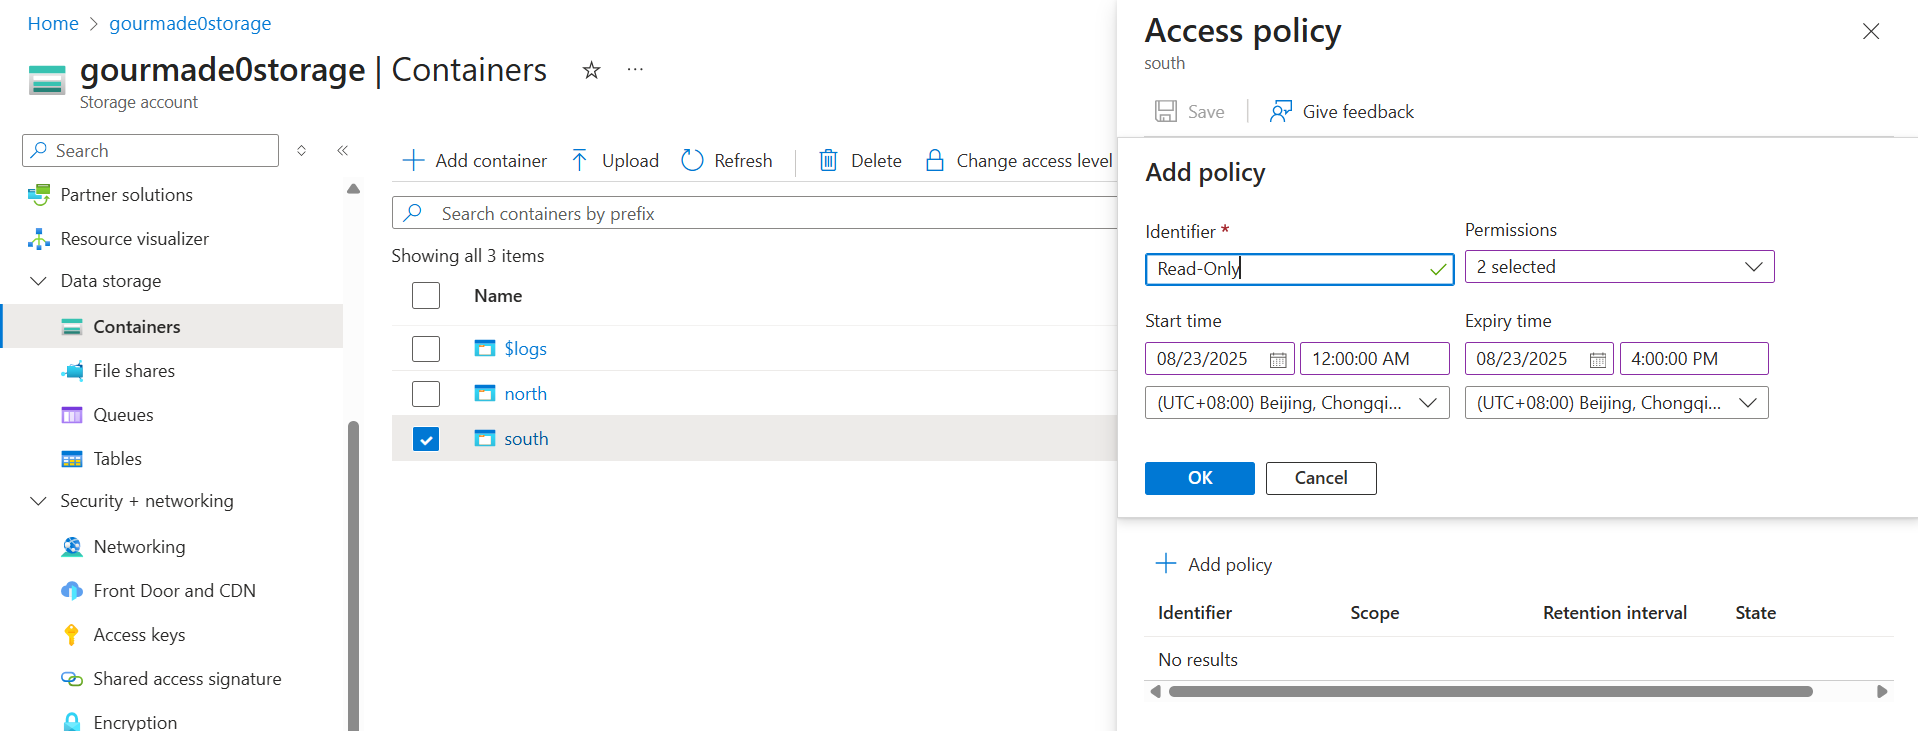 Home > gourmade0storage
gourmade0storage | Containers
Storage account
Search
Partner solutions
Resource visualizer
Data storage
Containers
File shares
Queues
Tables
Security + networking
Networking
Front Door and CDN
Access keys
Shared access signature
Encryption
Add container Upload Refresh Delete Change access level
Search containers by prefix
Showing all 3 items
Name
$logs
north
south
Access policy
south
Save Give feedback
Add policy
Identifier * Permissions
Read-Only 2 selected
Start time Expiry time
08/23/2025 12:00:00 AM 08/23/2025 4:00:00 PM
(UTC+08:00) Beijing, Chongqi... (UTC+08:00) Beijing, Chongqi...
OK Cancel
Add policy
Identifier Scope Retention interval State
No results